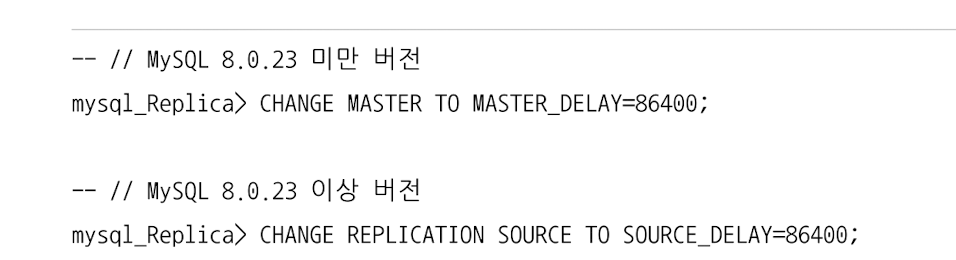 -- // MySQL 8.0.23 미만 버전
mysql_Replica> CHANGE MASTER TO MASTER_DELAY=86400;
-- // MySQL 8.0.23 이상 버전
mysql_Replica> CHANGE REPLICATION SOURCE TO SOURCE_DELAY=86400;